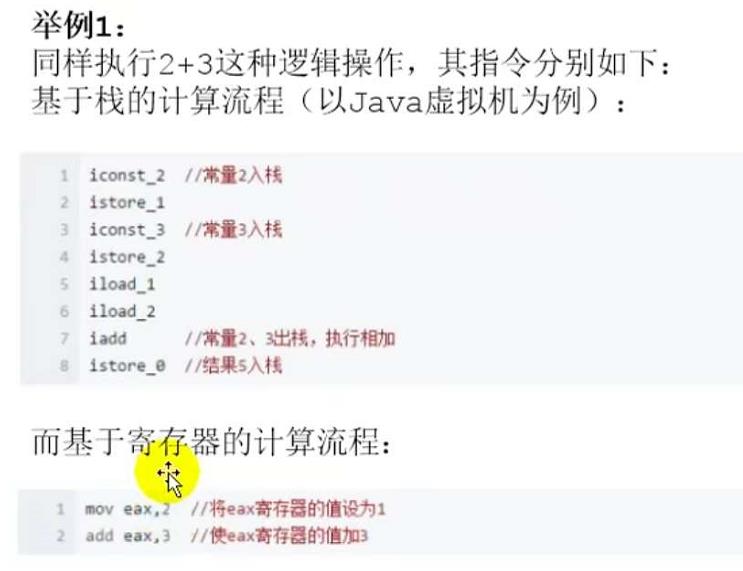 举例1:
同样执行2+3这种逻辑操作,其指令分别如下:
基于栈的计算流程(以Java虚拟机为例):
1 iconst_2 //常量2入栈
2 istore_1
3 iconst_3 //常量3入栈
4 istore_2
5 iload_1
6 iload_2
7 iadd //常量2、3出栈,执行相加
8 istore_0 //结果5入栈
而基于寄存器的计算流程:
1 mov eax,2 //将eax寄存器的值设为1
2 add eax,3 //使eax寄存器的值加3